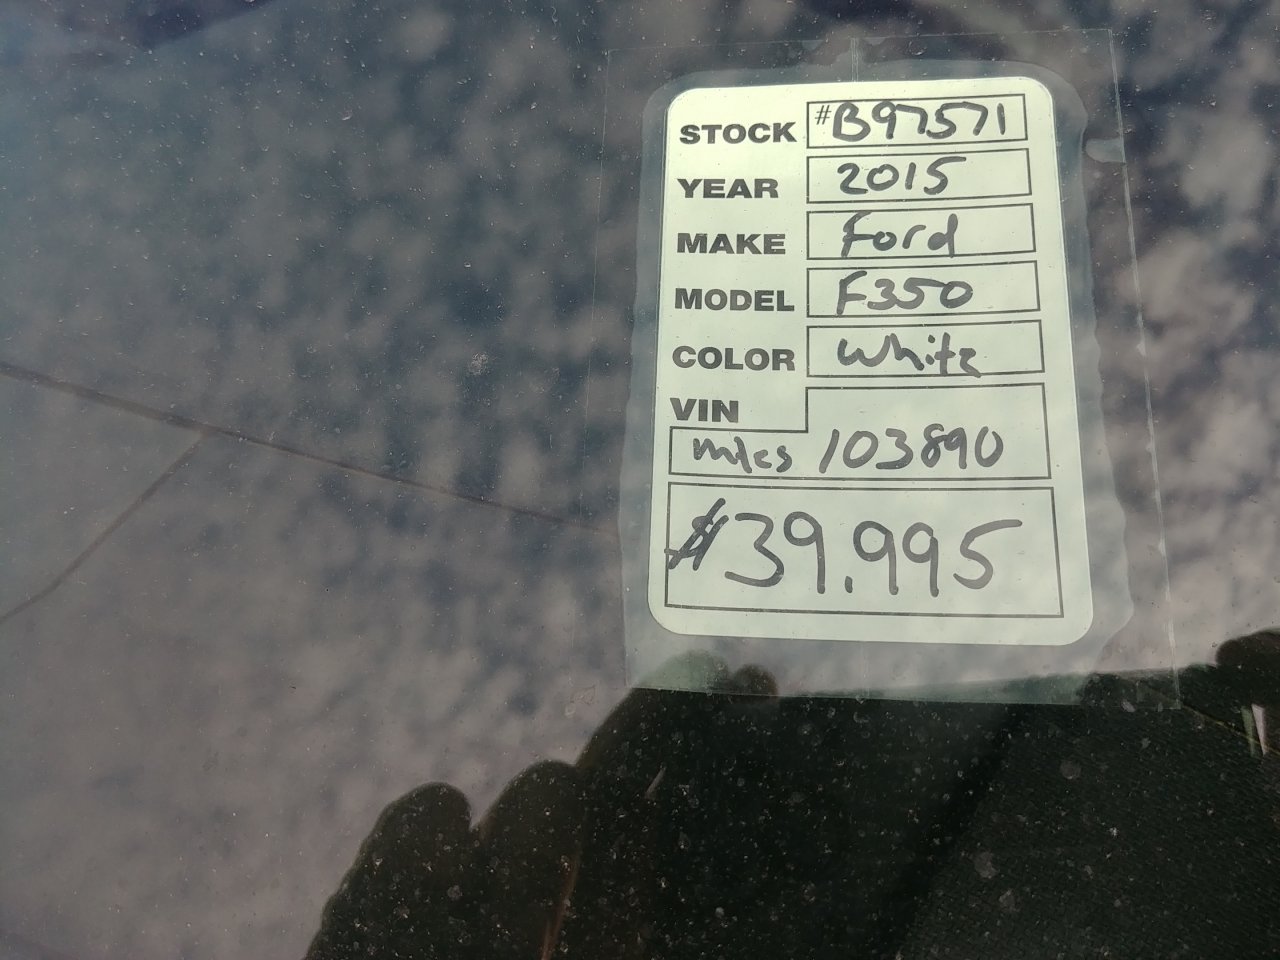 STOCK #B97571
YEAR 2015
MAKE Ford
MODEL F350
COLOR White
VIN
miles 103890
$39.995